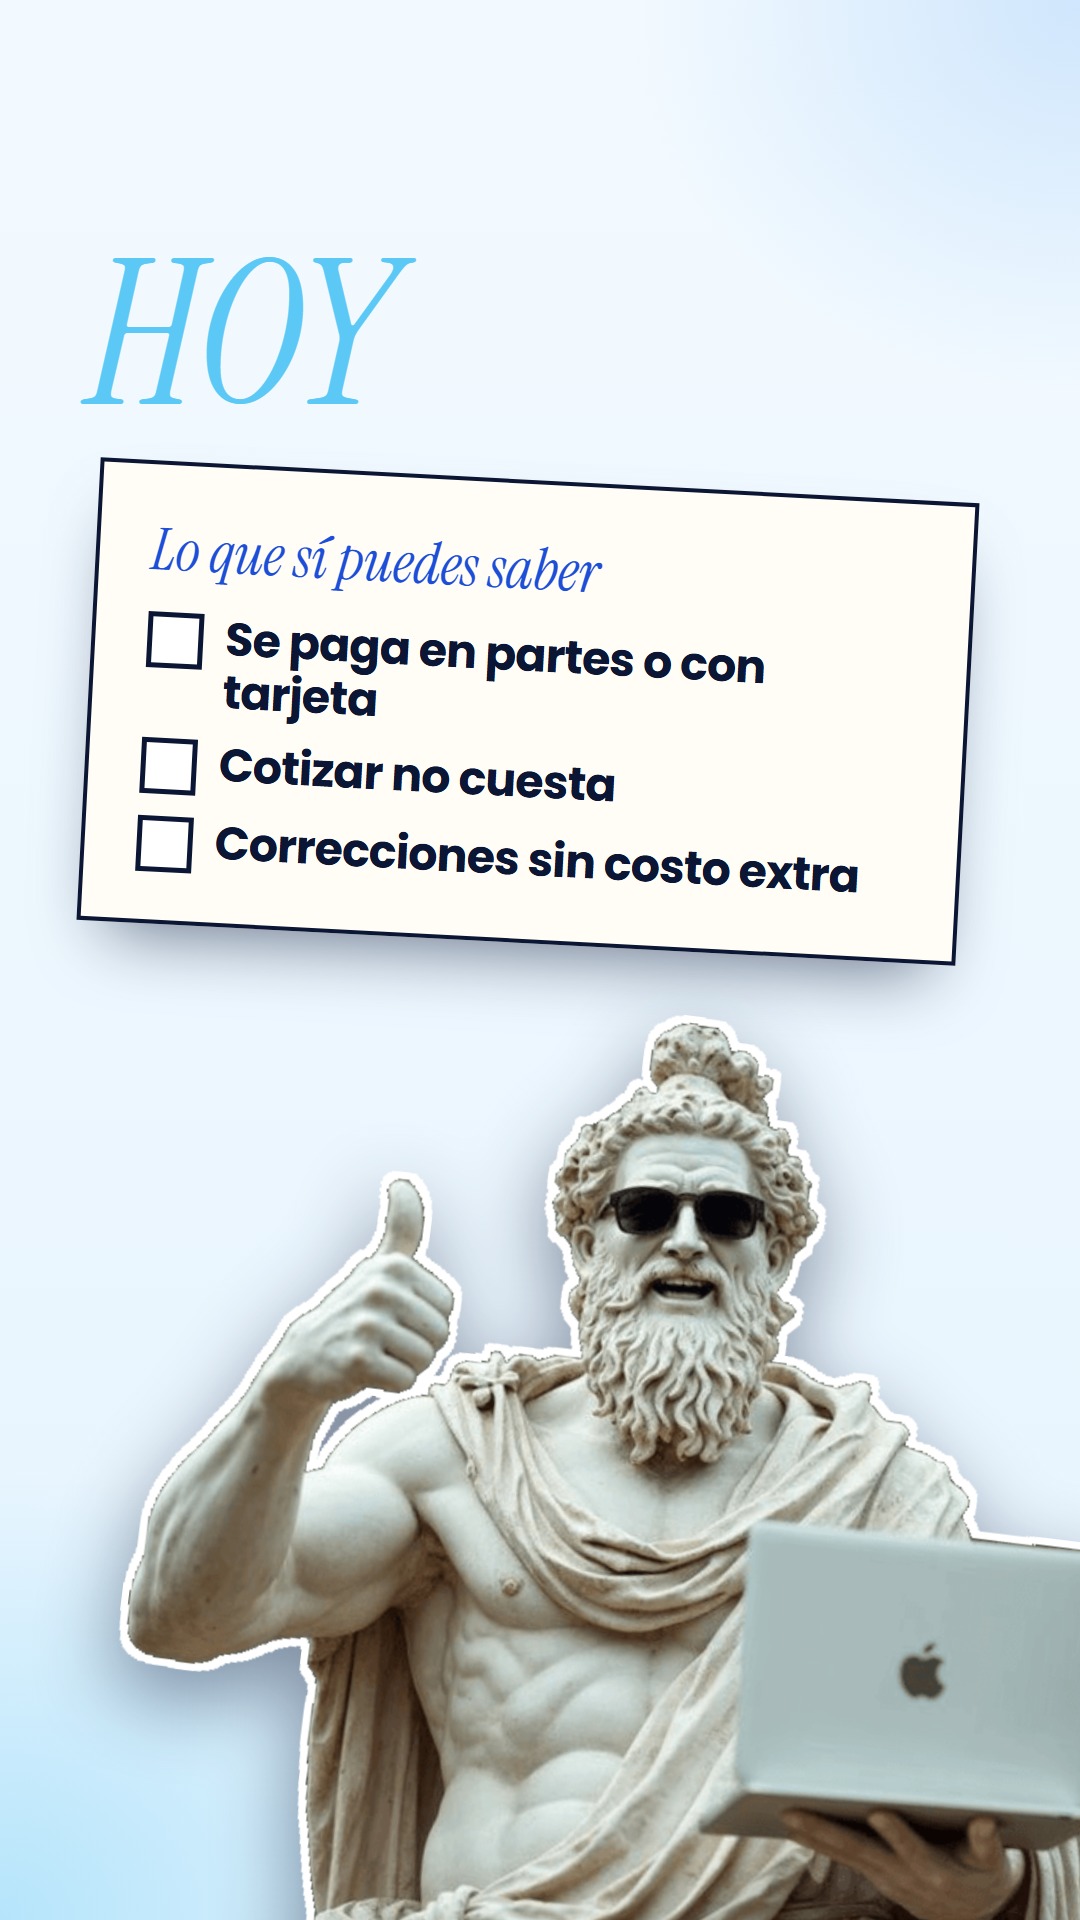 HOY
Lo que sí puedes saber
Se paga en partes o con
tarjeta
Cotizar no cuesta
Correcciones sin costo extra